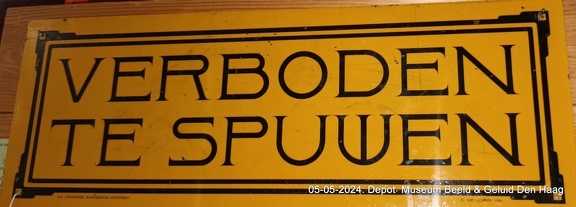 VERBODEN
TE SPUWEN
05-05-2024. Depot Museum Beeld & Geluid Den Haag